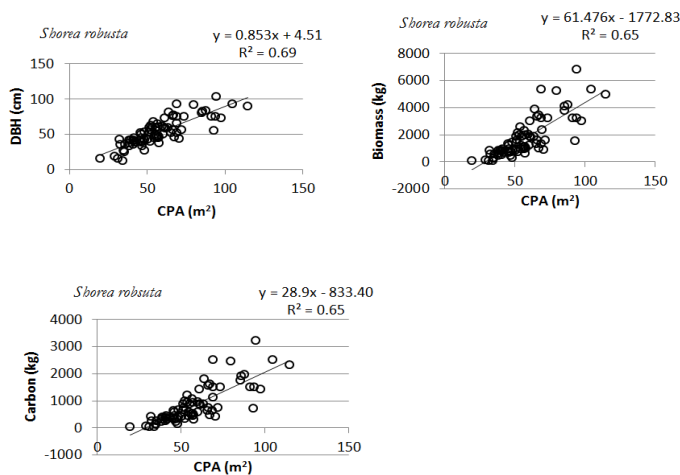 Shorea robusta
y = 0.853x + 4.51
R² = 0.69
150
100
50
0
DBH (cm)
0 50 100 150
CPA (m²)
Shorea robusta
y = 61.476x - 1772.83
R² = 0.65
8000
6000
4000
2000
0
-2000
Biomass (kg)
0 50 100 150
CPA (m²)
Shorea robsuta
y = 28.9x - 833.40
R² = 0.65
4000
3000
2000
1000
0
-1000
Carbon (kg)
0 50 100 150
CPA (m²)